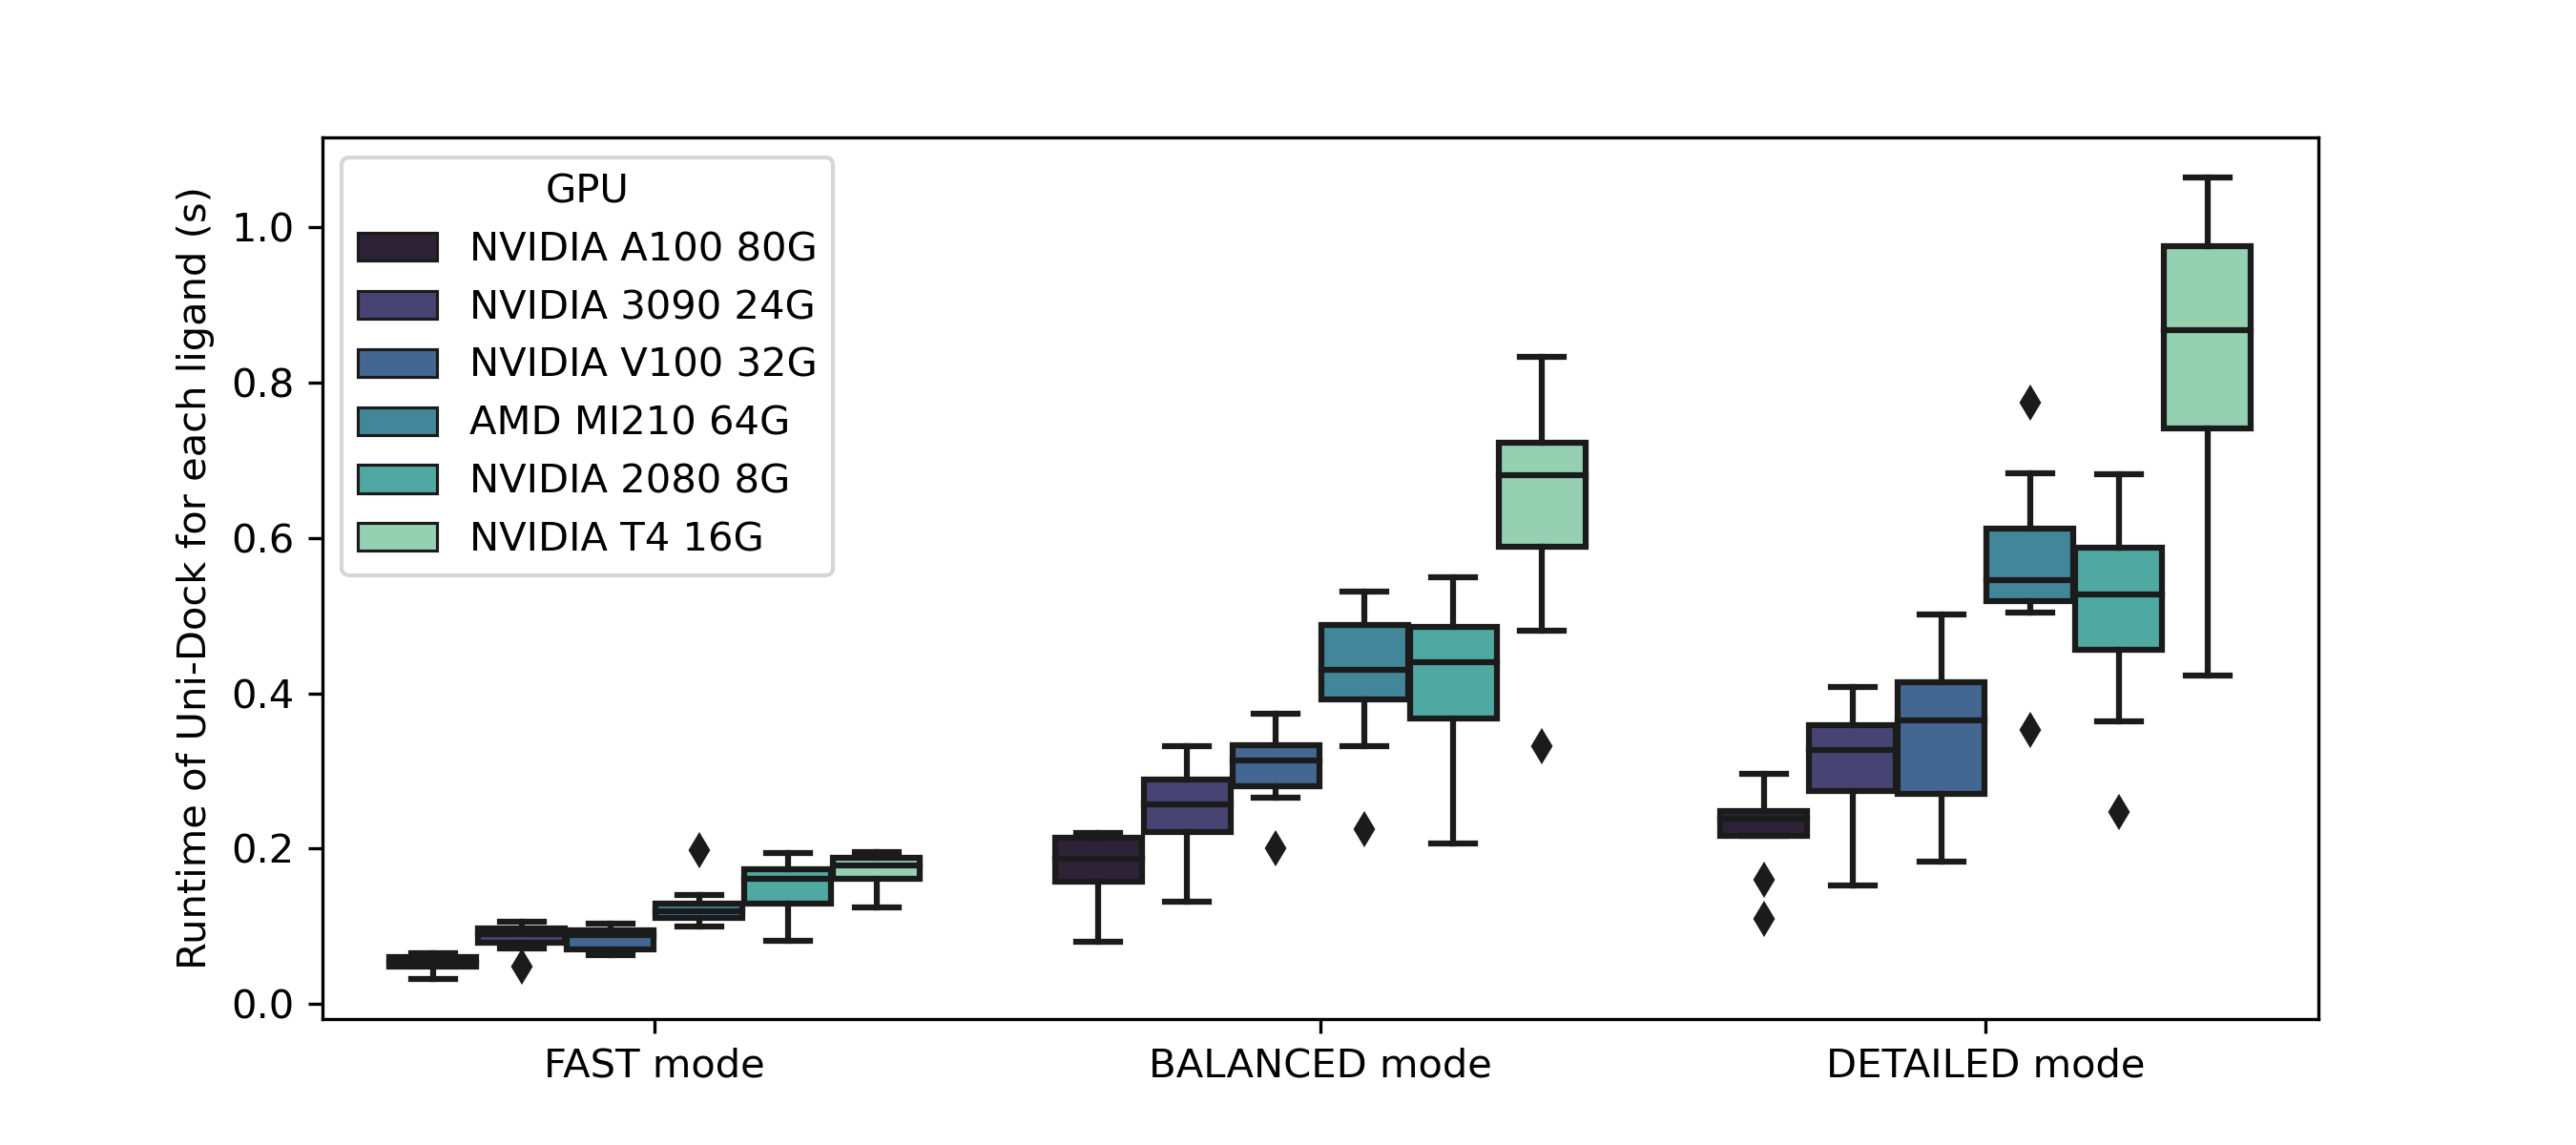 Runtime of Uni-Dock for each ligand (s)
1.0
0.8
0.6
0.4
0.2
0.0
GPU
NVIDIA A100 80G
NVIDIA 3090 24G
NVIDIA V100 32G
AMD MI210 64G
NVIDIA 2080 8G
NVIDIA T4 16G
FAST mode
BALANCED mode
DETAILED mode